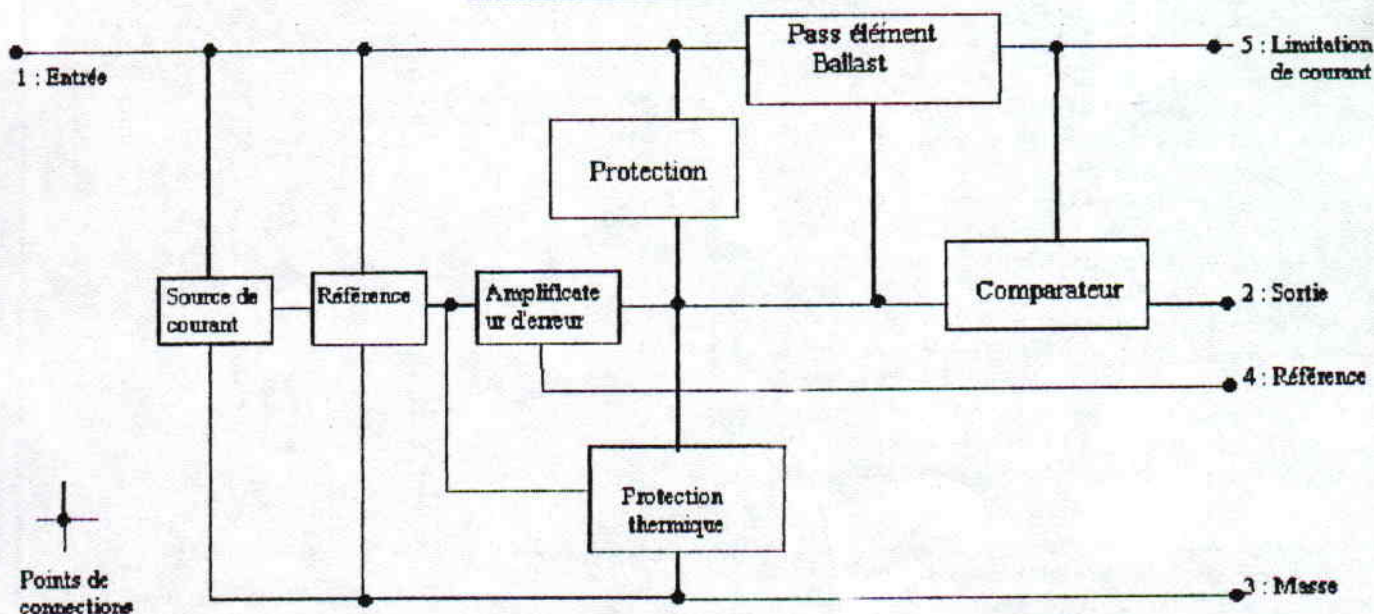 Pass élément
Ballast
5 : Limitation
de courant
1 : Entrée
Protection
Source de
courant
Référence
Amplificate
ur d'erreur
Comparateur
2 : Sortie
4 : Référence
Protection
thermique
Points de
connections
3 : Masse